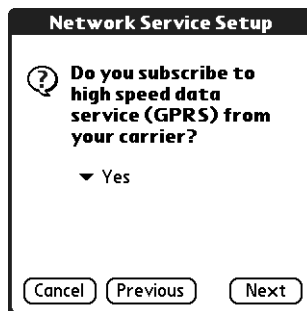 Network Service Setup
Do you subscribe to
high speed data
service (GPRS) from
your carrier?
Yes
Cancel Previous Next